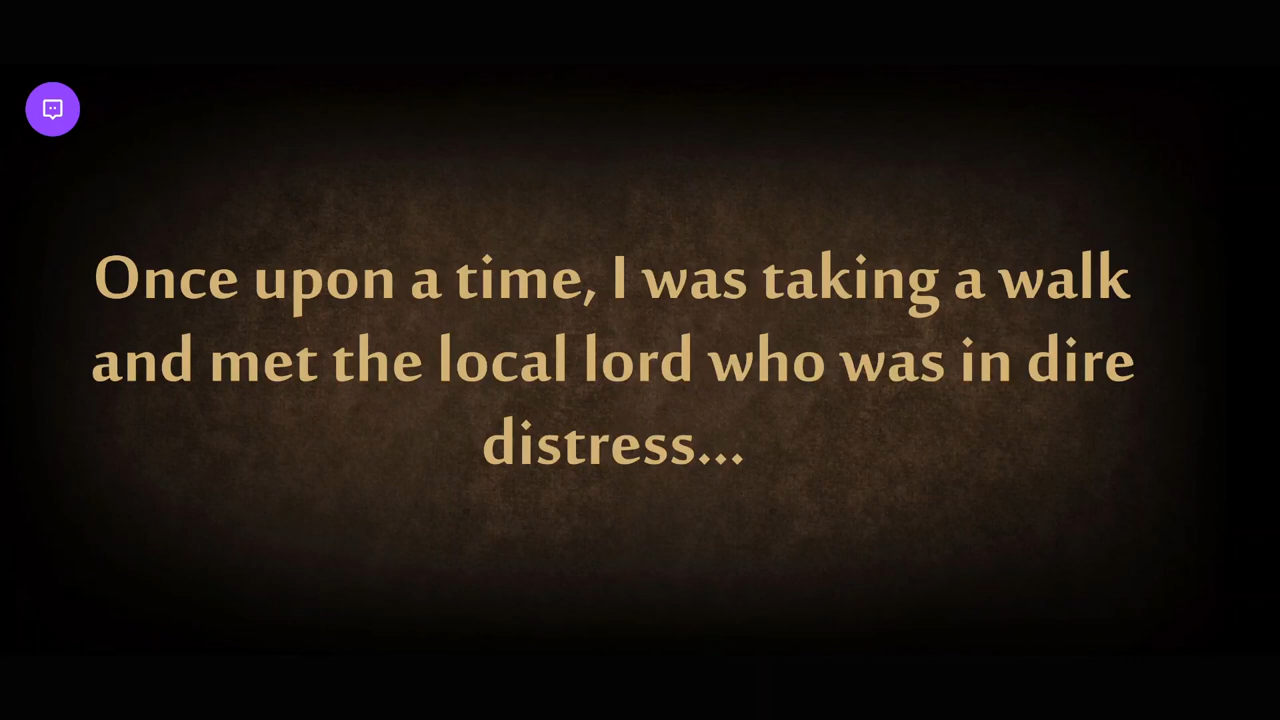 Once upon a time, I was taking a walk
and met the local lord who was in dire
distress...